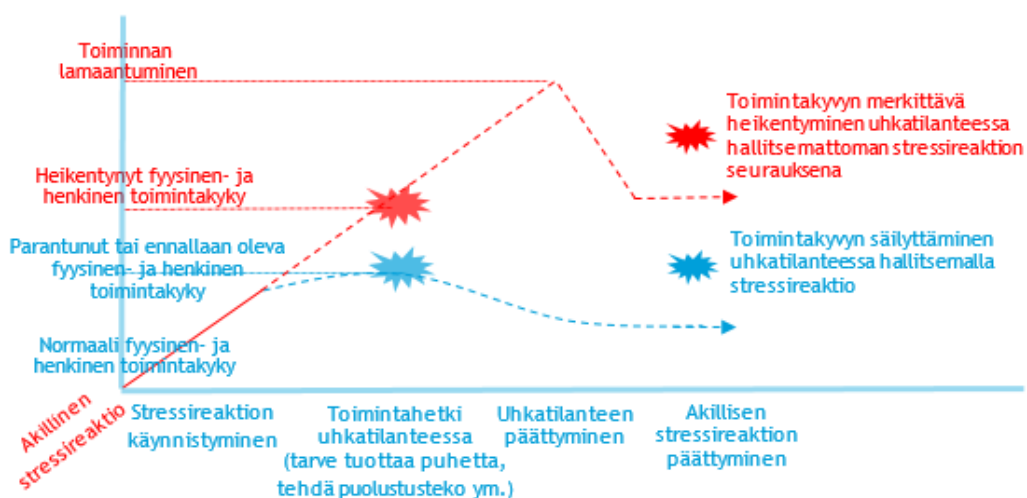 Toiminnan
lamaantuminen
Heikentynyt fyysinen- ja
henkinen toimintakyky
Parantunut tai ennallaan oleva
fyysinen- ja henkinen
toimintakyky
Normaali fyysinen- ja
henkinen toimintakyky
Akillinen
stressireaktio
Stressireaktion
käynnistyminen
Toimintahetki
uhkatilanteessa
(tarve tuottaa puhetta,
tehdä puolustusteko ym.)
Uhkatilanteen
päättyminen
Akillisen
stressireaktion
päättyminen
Toimintakyvyn merkittävä
heikentyminen uhkatilanteessa
hallitsemattoman stressireaktion
seurauksena
Toimintakyvyn säilyttäminen
uhkatilanteessa hallitsemalla
stressireaktio